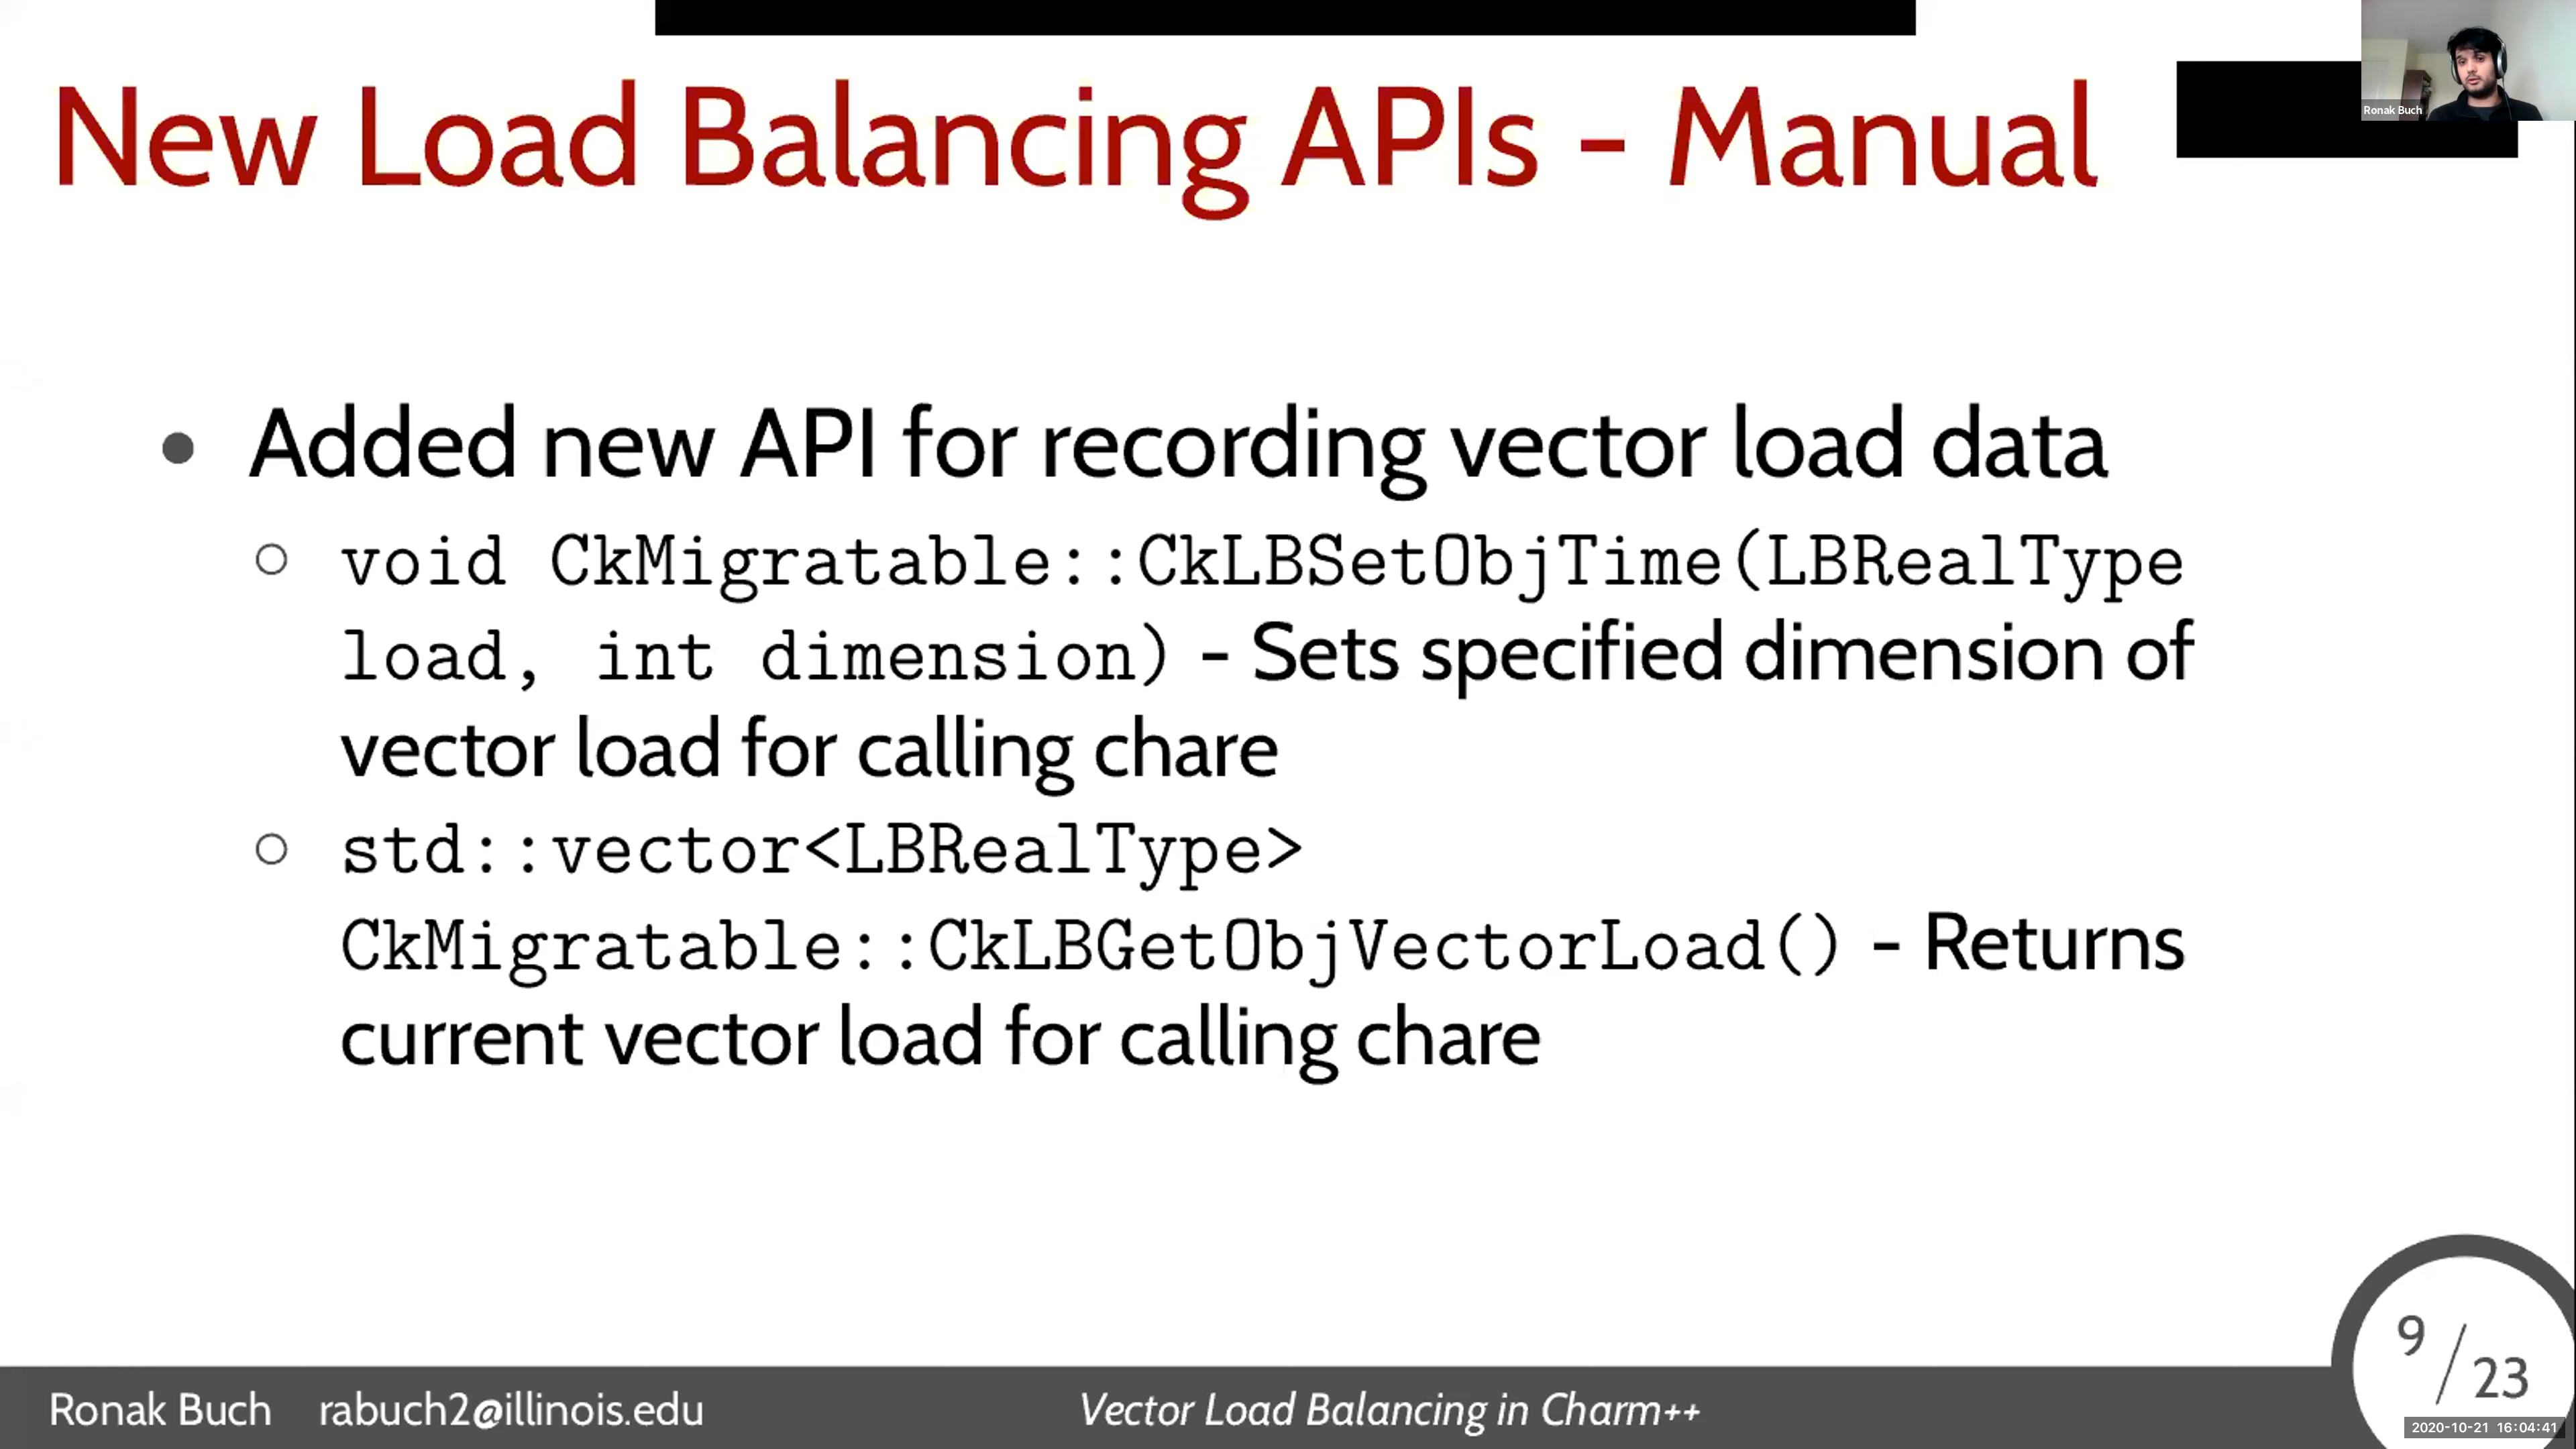 Ronak Buch
New Load Balancing APIs - Manual
• Added new API for recording vector load data
○ void CkMigratable::CkLBSetObjTime(LBRealType
load, int dimension) - Sets specified dimension of
vector load for calling chare
○ std::vector<LBRealType>
CkMigratable::CkLBGetObjVectorLoad() - Returns
current vector load for calling chare
9/23
Ronak Buch rabuch2@illinois.edu Vector Load Balancing in Charm++
2020-10-21 16:04:41